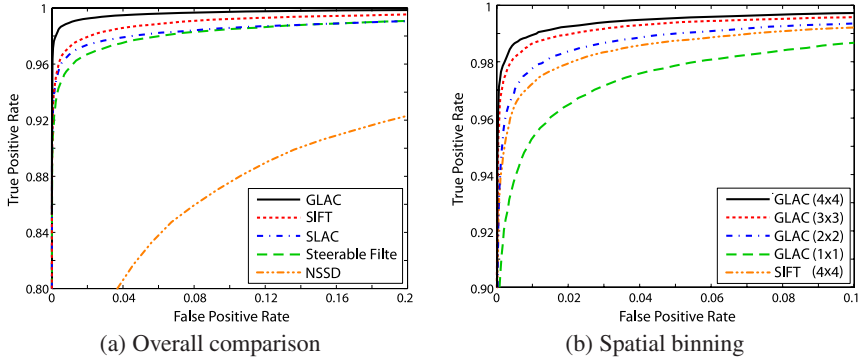 1
0.96
0.92
0.88
0.84
0.80
0
0.04
0.08
0.12
0.16
0.2
True Positive Rate
False Positive Rate
GLAC
SIFT
SLAC
Steerable Filte
NSSD
(a) Overall comparison
1
0.98
0.96
0.94
0.92
0.90
0
0.02
0.04
0.06
0.08
0.1
True Positive Rate
False Positive Rate
GLAC (4x4)
GLAC (3x3)
GLAC (2x2)
GLAC (1x1)
SIFT (4x4)
(b) Spatial binning